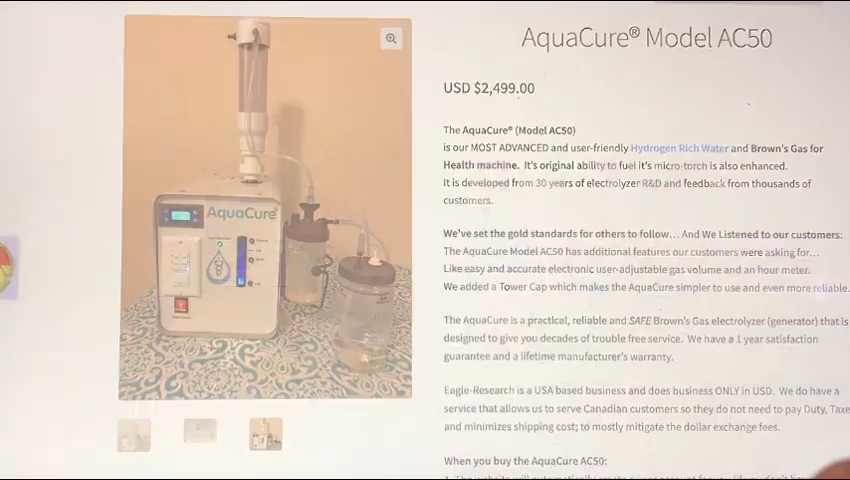 AquaCure® Model AC50
USD $2,499.00
The AquaCure® (Model AC50)
is our MOST ADVANCED and user-friendly Hydrogen Rich Water and Brown's Gas for
Health machine. It's original ability to fuel it's micro-torch is also enhanced.
It is developed from 30 years of electrolyzer R&D and feedback from thousands of
customers.
We've set the gold standards for others to follow… And We Listened to our customers:
The AquaCure Model AC50 has additional features our customers were asking for…
Like easy and accurate electronic user-adjustable gas volume and an hour meter.
We added a Tower Cap which makes the AquaCure simpler to use and even more reliable.
The AquaCure is a practical, reliable and SAFE Brown's Gas electrolyzer (generator) that is
designed to give you decades of trouble free service. We have a 1 year satisfaction
guarantee and a lifetime manufacturer's warranty.
Eagle-Research is a USA based business and does business ONLY in USD. We do have a
service that allows us to serve Canadian customers so they do not need to pay Duty, Taxe
and minimizes shipping cost; to mostly mitigate the dollar exchange fees.
When you buy the AquaCure AC50:
AquaCure®